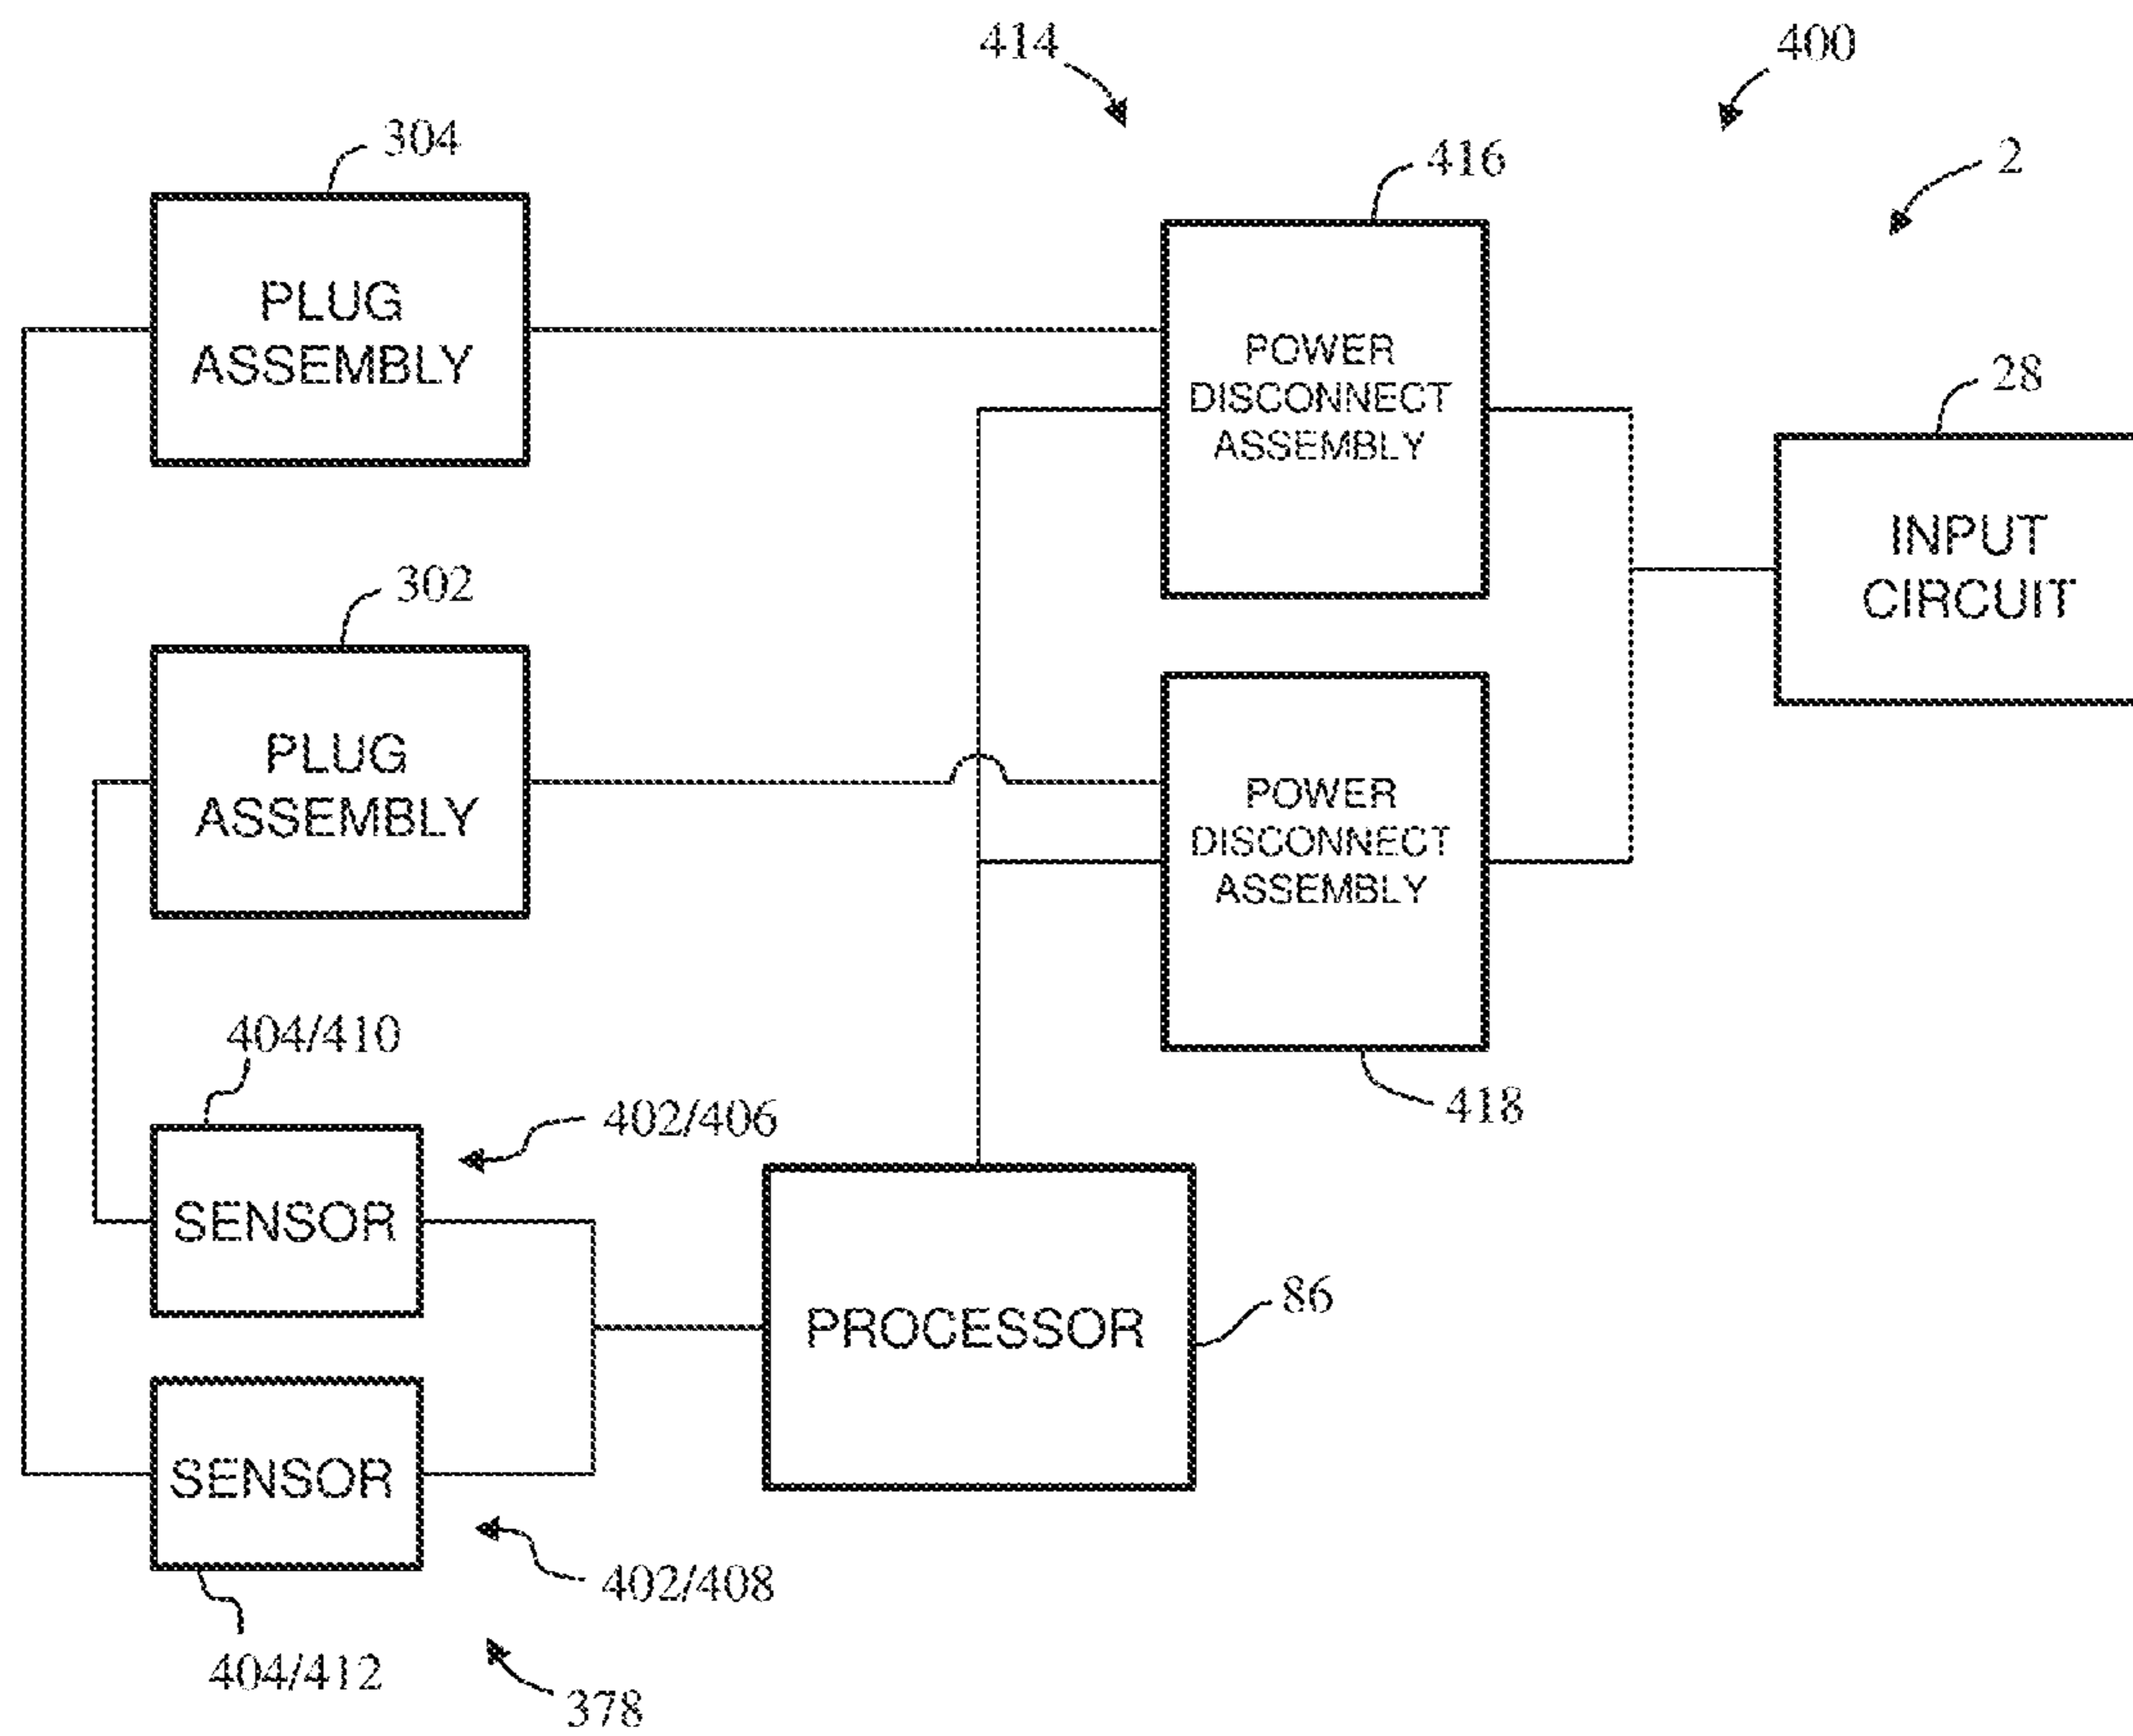 414
400
304
416
2
PLUG
ASSEMBLY
POWER
DISCONNECT
ASSEMBLY
28
INPUT
CIRCUIT
302
PLUG
ASSEMBLY
POWER
DISCONNECT
ASSEMBLY
404/410
402/406
418
SENSOR
PROCESSOR
86
SENSOR
402/408
404/412
378